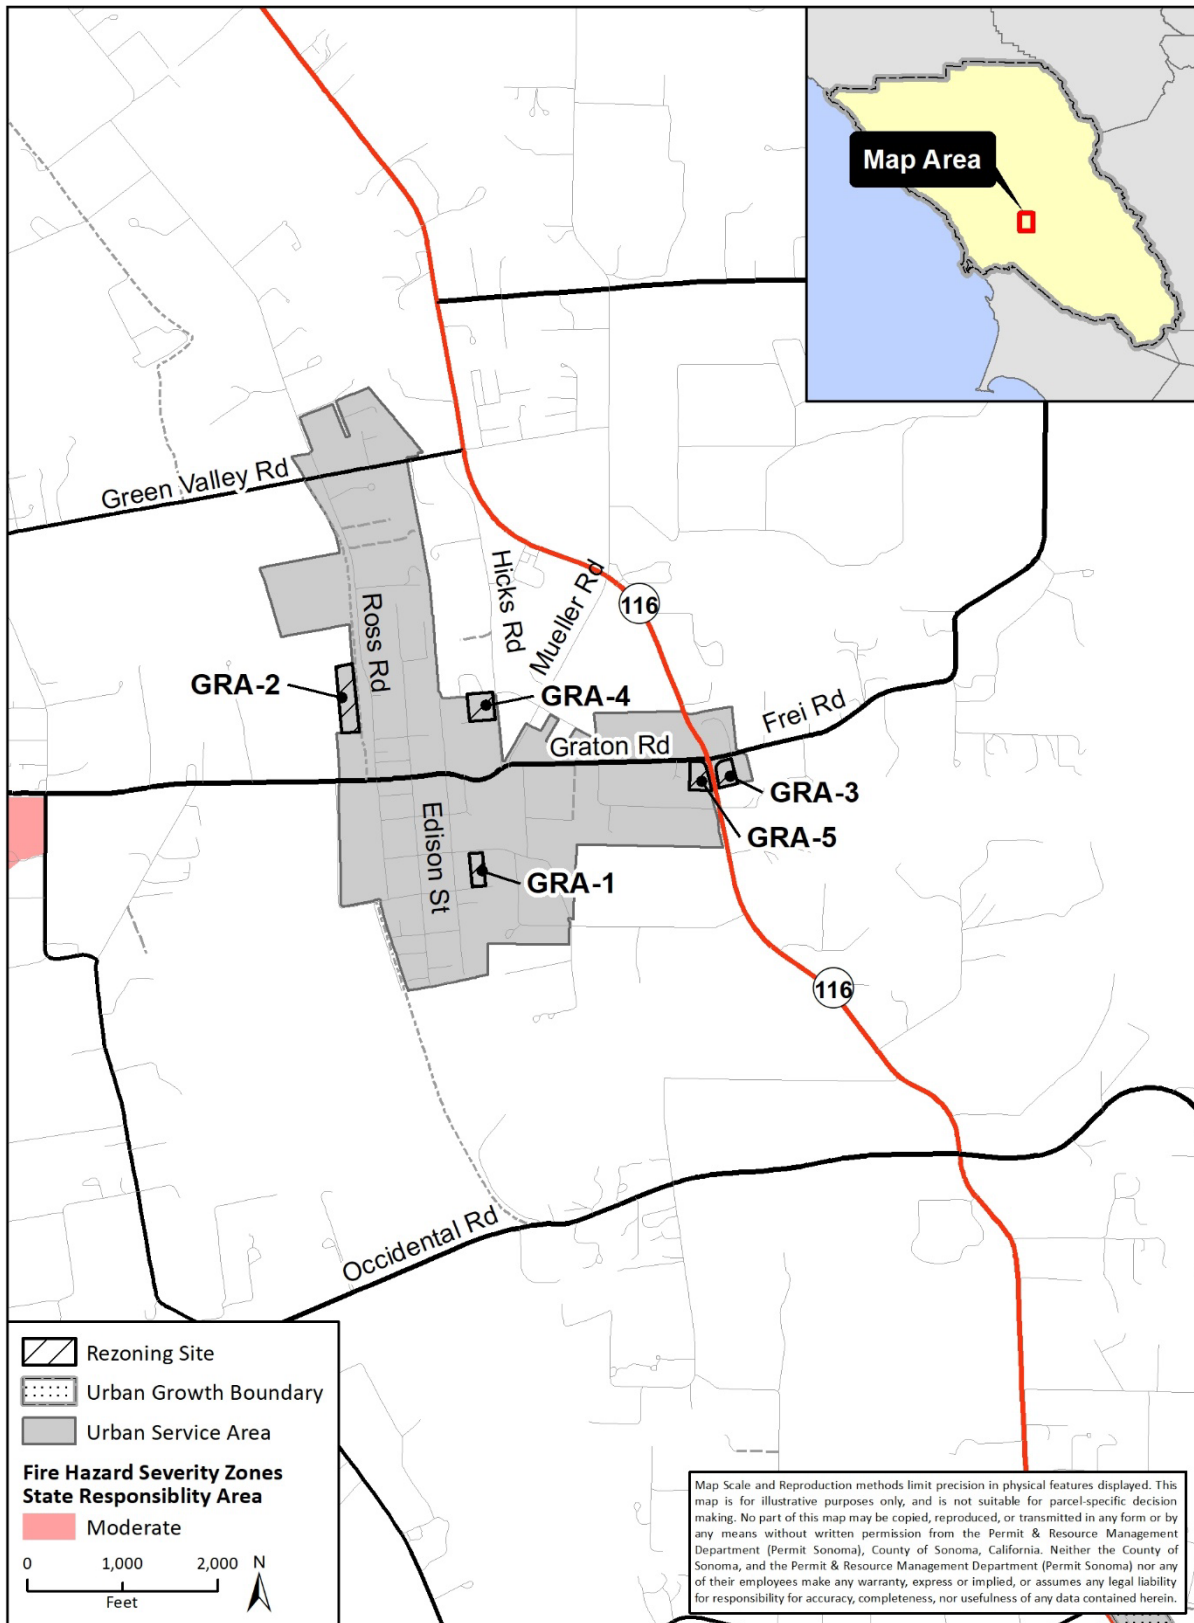 Map Area
Green Valley Rd
Hicks Rd
Mueller Rd
116
Ross Rd
GRA-2
GRA-4
Frei Rd
Graton Rd
GRA-3
GRA-5
Edison St
GRA-1
116
Occidental Rd
Rezoning Site
Urban Growth Boundary
Urban Service Area
Fire Hazard Severity Zones
State Responsiblity Area
Moderate
0 1,000 2,000 N
Feet
Map Scale and Reproduction methods limit precision in physical features displayed. This
map is for illustrative purposes only, and is not suitable for parcel-specific decision
making. No part of this map may be copied, reproduced, or transmitted in any form or by
any means without written permission from the Permit & Resource Management
Department (Permit Sonoma), County of Sonoma, California. Neither the County of
Sonoma, and the Permit & Resource Management Department (Permit Sonoma) nor any
of their employees make any warranty, express or implied, or assumes any legal liability
for responsibility for accuracy, completeness, nor usefulness of any data contained herein.